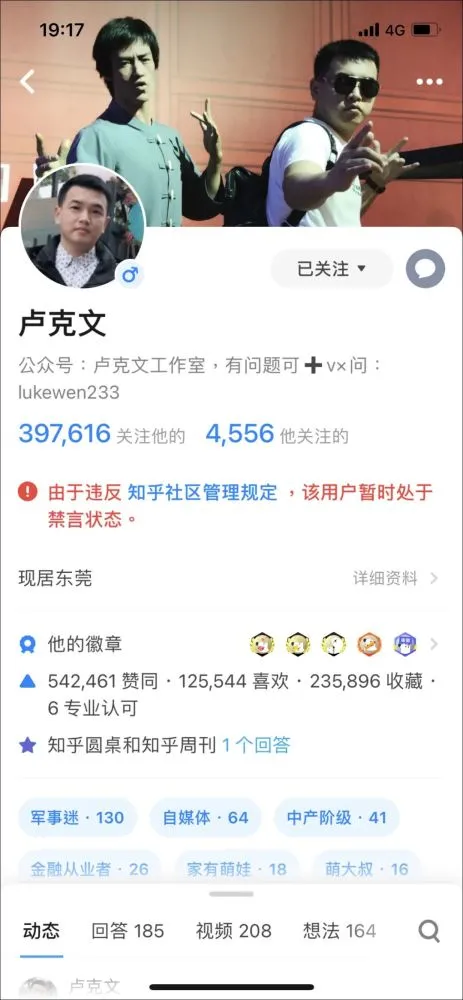 19:17
4G
已关注 ▼
卢克文
公众号：卢克文工作室，有问题可➕v×问：
lukewen233
397,616 关注他的 4,556 他关注的
由于违反 知乎社区管理规定 ，该用户暂时处于
禁言状态。
现居东莞 详细资料
他的徽章
542,461 赞同 · 125,544 喜欢 · 235,896 收藏 ·
6 专业认可
知乎圆桌和知乎周刊 1 个回答
军事迷 · 130 自媒体 · 64 中产阶级 · 41
金融从业者 · 26 家有萌娃 · 18 萌大叔 · 16
动态 回答 185 视频 208 想法 164
卢克文